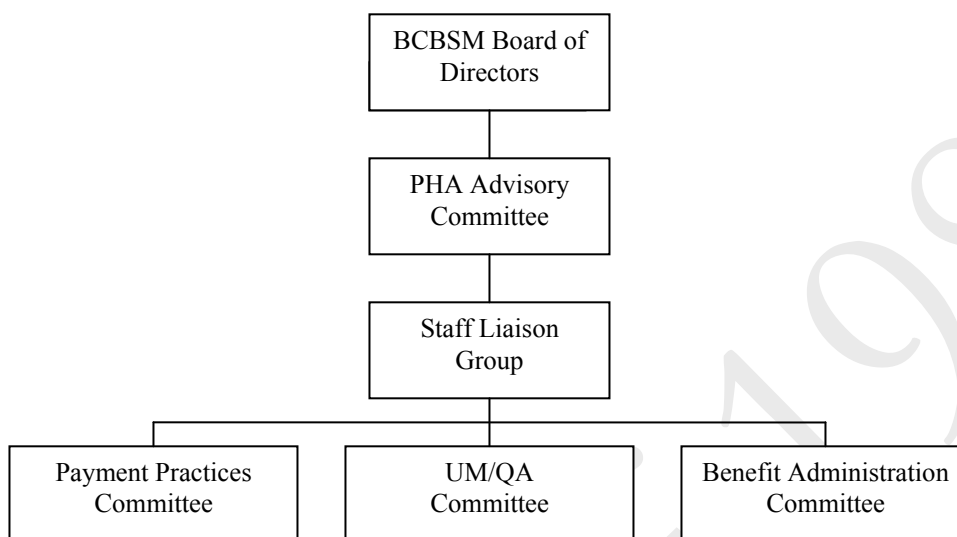 BCBSM Board of
Directors
PHA Advisory
Committee
Staff Liaison
Group
Payment Practices
Committee
UM/QA
Committee
Benefit Administration
Committee